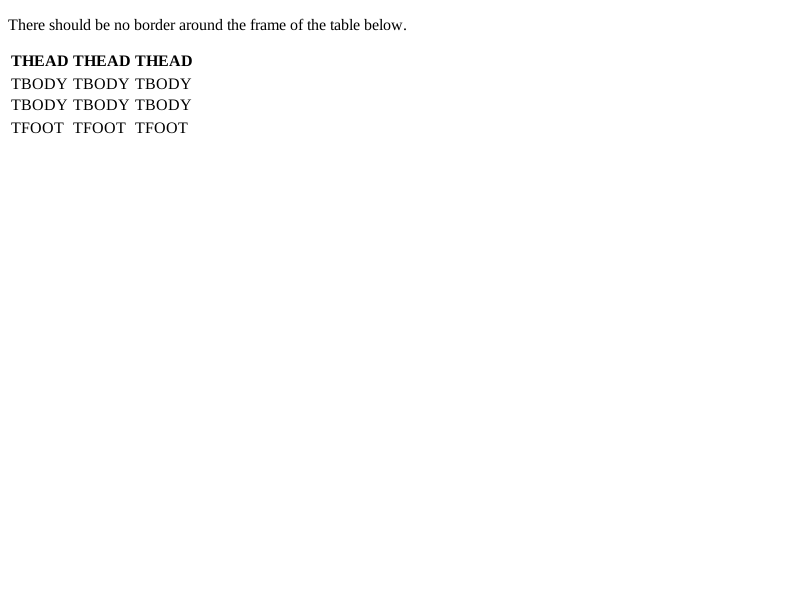 There should be no border around the frame of the table below.
THEAD THEAD THEAD
TBODY TBODY TBODY
TBODY TBODY TBODY
TFOOT TFOOT TFOOT